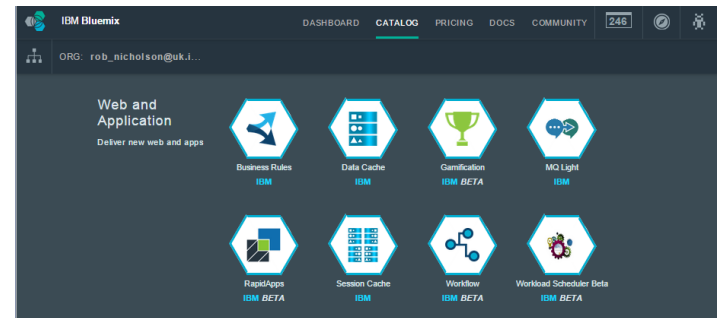 IBM Bluemix
DASHBOARD CATALOG PRICING DOCS COMMUNITY 246
ORG: rob_nicholson@uk.i...
Web and
Application
Deliver new web and apps
Business Rules Data Cache Gamification MQ Light
IBM IBM IBM BETA IBM
RapidApps Session Cache Workflow Workload Scheduler Beta
IBM BETA IBM IBM BETA IBM BETA